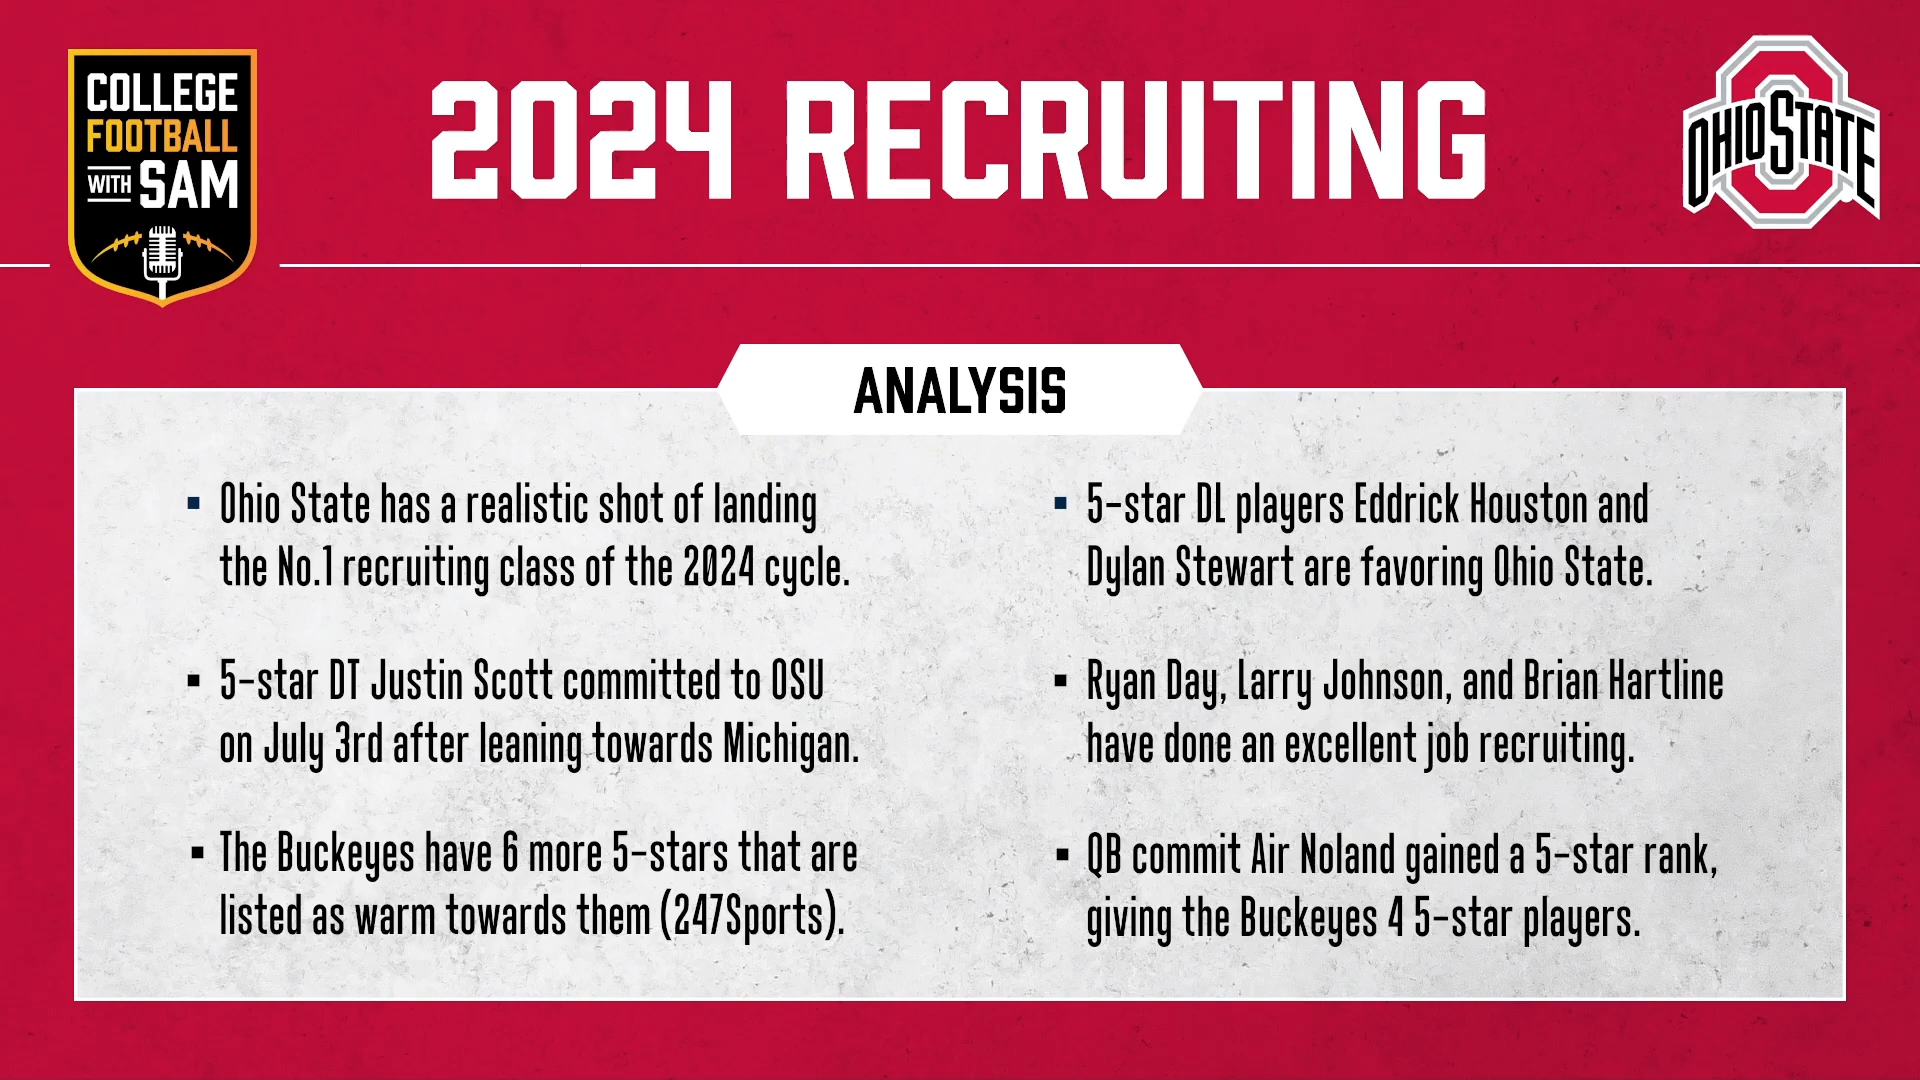 COLLEGE
FOOTBALL
WITH SAM
2024 RECRUITING
OHIO STATE
ANALYSIS
▪ Ohio State has a realistic shot of landing
the No.1 recruiting class of the 2024 cycle.
▪ 5-star DT Justin Scott committed to OSU
on July 3rd after leaning towards Michigan.
▪ The Buckeyes have 6 more 5-stars that are
listed as warm towards them (247Sports).
▪ 5-star DL players Eddrick Houston and
Dylan Stewart are favoring Ohio State.
▪ Ryan Day, Larry Johnson, and Brian Hartline
have done an excellent job recruiting.
▪ QB commit Air Noland gained a 5-star rank,
giving the Buckeyes 4 5-star players.